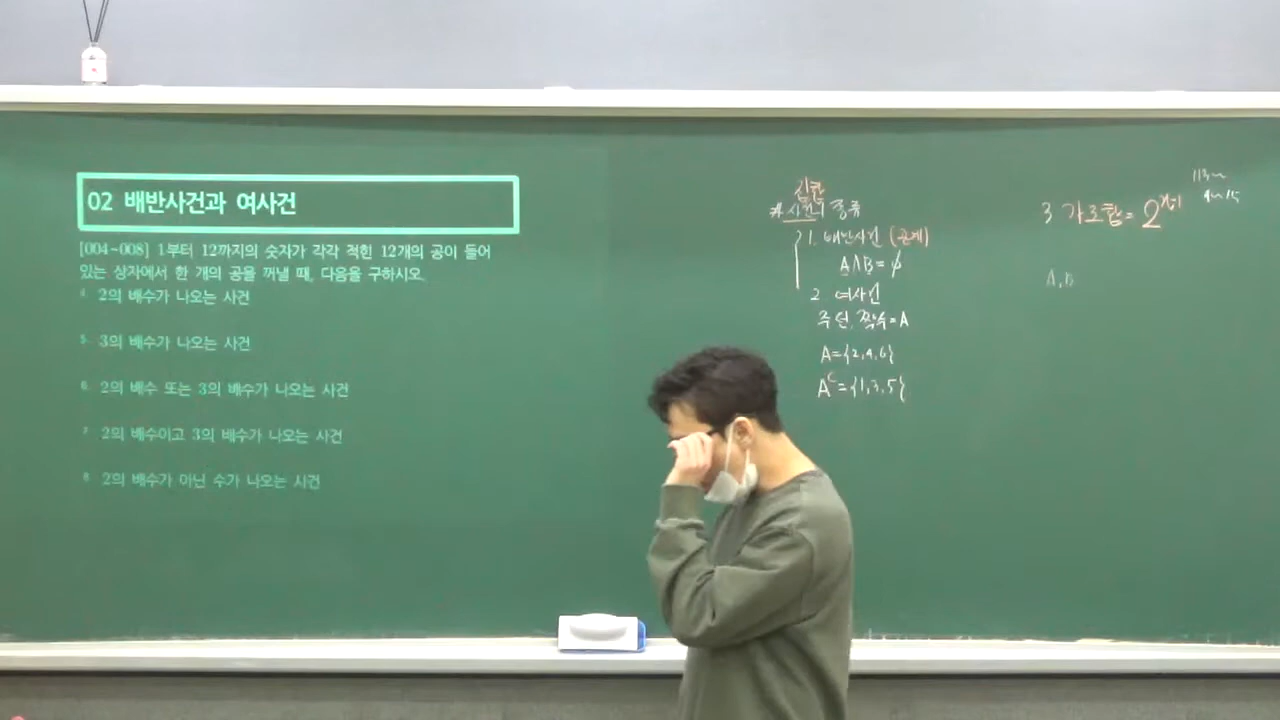 02 배반사건과 여사건
[004~008] 1부터 12까지의 숫자가 각각 적힌 12개의 공이 들어
있는 상자에서 한 개의 공을 꺼낼 때, 다음을 구하시오.
4. 2의 배수가 나오는 사건
5. 3의 배수가 나오는 사건
6. 2의 배수 또는 3의 배수가 나오는 사건
7. 2의 배수이고 3의 배수가 나오는 사건
8. 2의 배수가 아닌 수가 나오는 사건
종류
1. 배반사건 (관계)
A∩B=∅
2 여사건
A={2,4,6}
A^C={1,3,5}
3 가로합=2
A,B